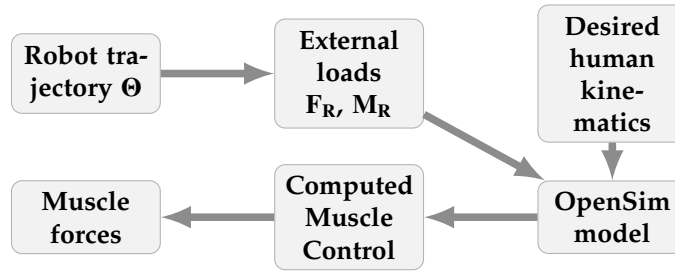 Robot tra-
jectory Θ
External
loads
F_R, M_R
Desired
human
kine-
matics
Muscle
forces
Computed
Muscle
Control
OpenSim
model